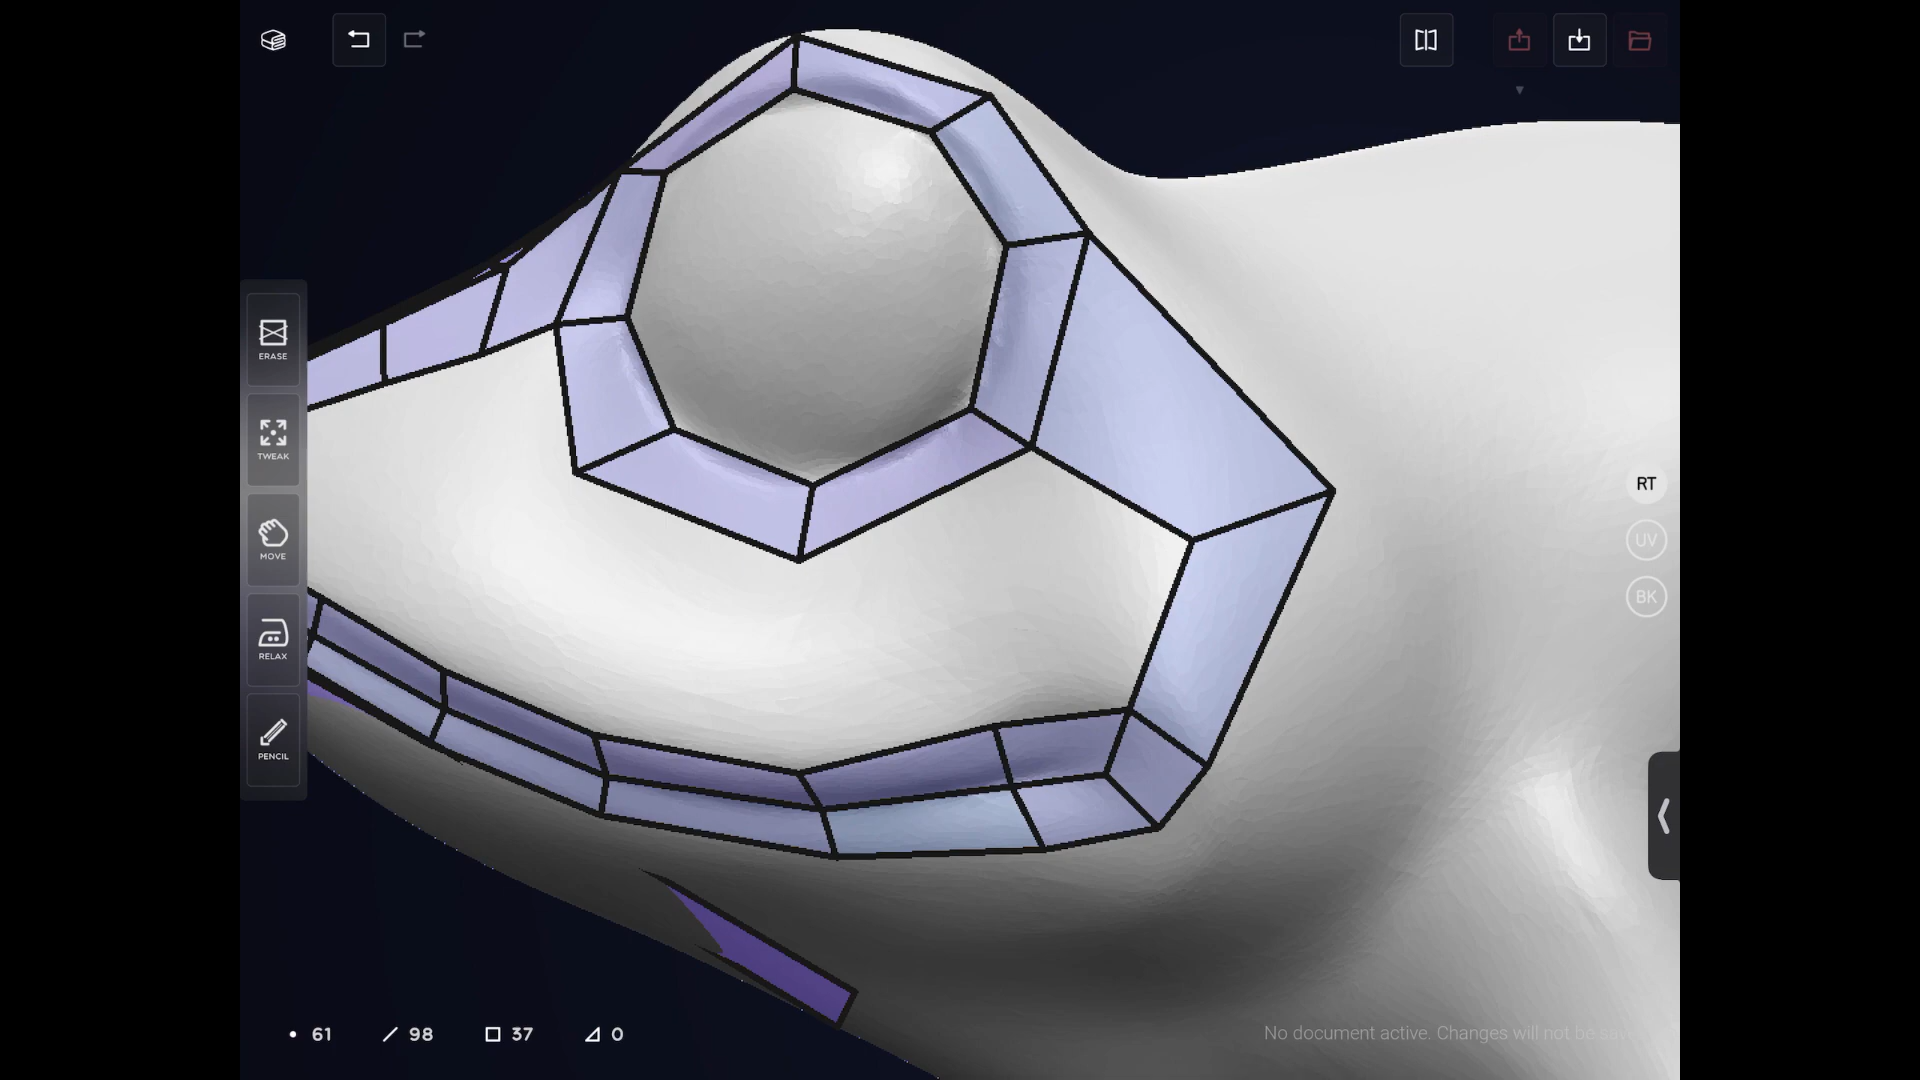 ERASE
TWEAK
MOVE
RELAX
PENCIL
RT
UV
BK
61 98 37 0
No document active. Changes will not be